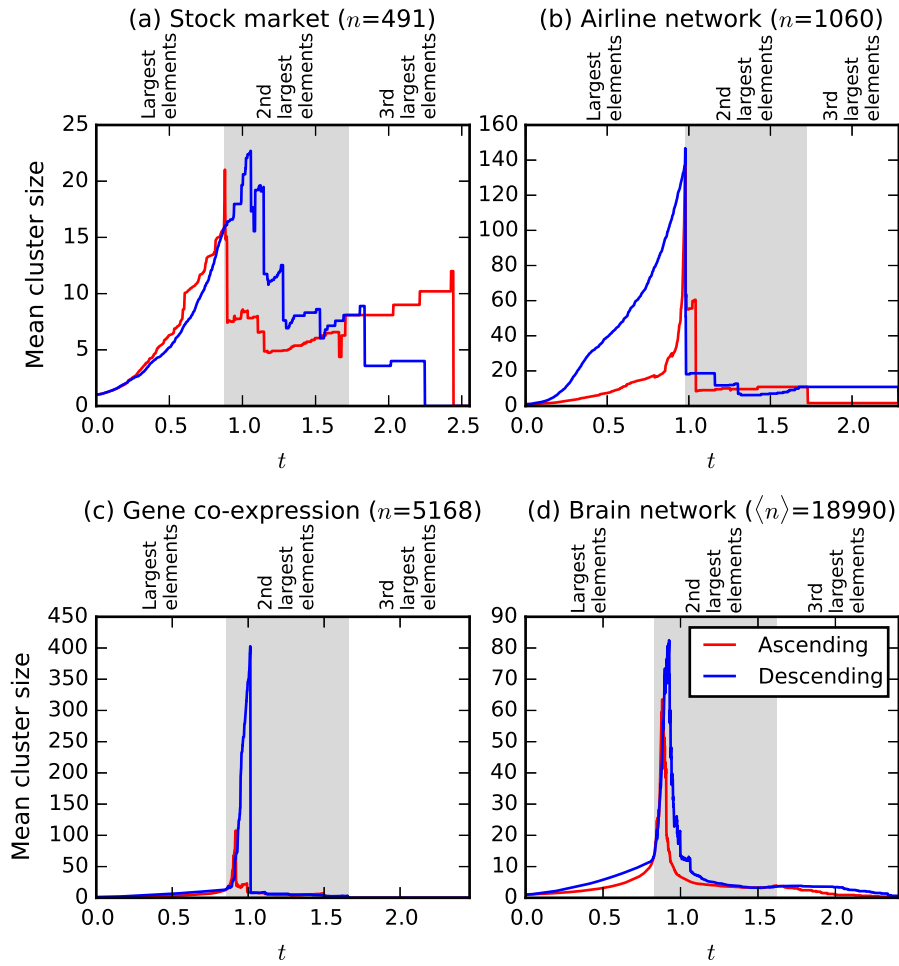 (a) Stock market (n=491)
Largest
elements
2nd
largest
elements
3rd
largest
elements
25
20
15
10
5
0
Mean cluster size
0.0 0.5 1.0 1.5 2.0 2.5
t
(b) Airline network (n=1060)
Largest
elements
2nd
largest
elements
3rd
largest
elements
160
140
120
100
80
60
40
20
0
0.0 0.5 1.0 1.5 2.0
t
(c) Gene co-expression (n=5168)
Largest
elements
2nd
largest
elements
3rd
largest
elements
450
400
350
300
250
200
150
100
50
0
Mean cluster size
0.0 0.5 1.0 1.5 2.0
t
(d) Brain network (⟨n⟩=18990)
Largest
elements
2nd
largest
elements
3rd
largest
elements
90
80
70
60
50
40
30
20
10
0
Ascending
Descending
0.0 0.5 1.0 1.5 2.0
t